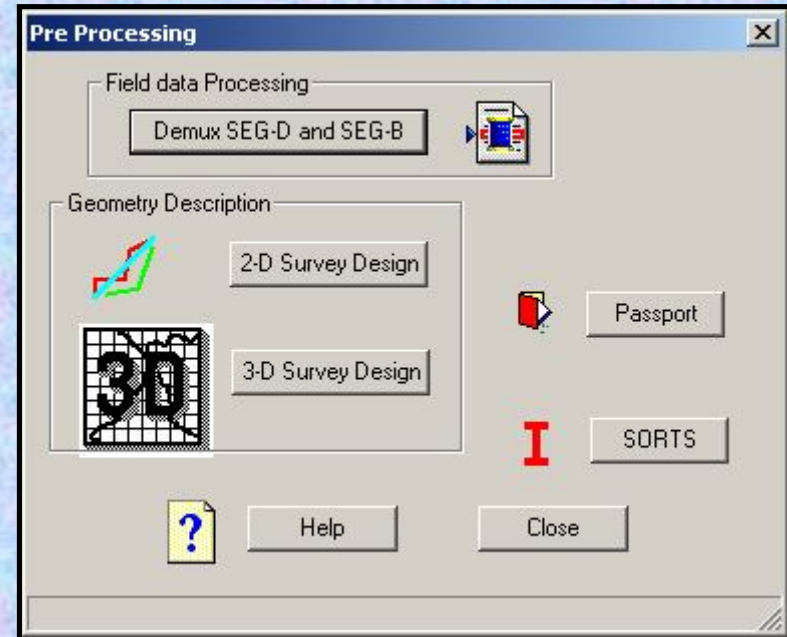 Pre Processing
Field data Processing
Demux SEG-D and SEG-B
Geometry Description
2-D Survey Design
3D
3-D Survey Design
Passport
I
SORTS
?
Help
Close